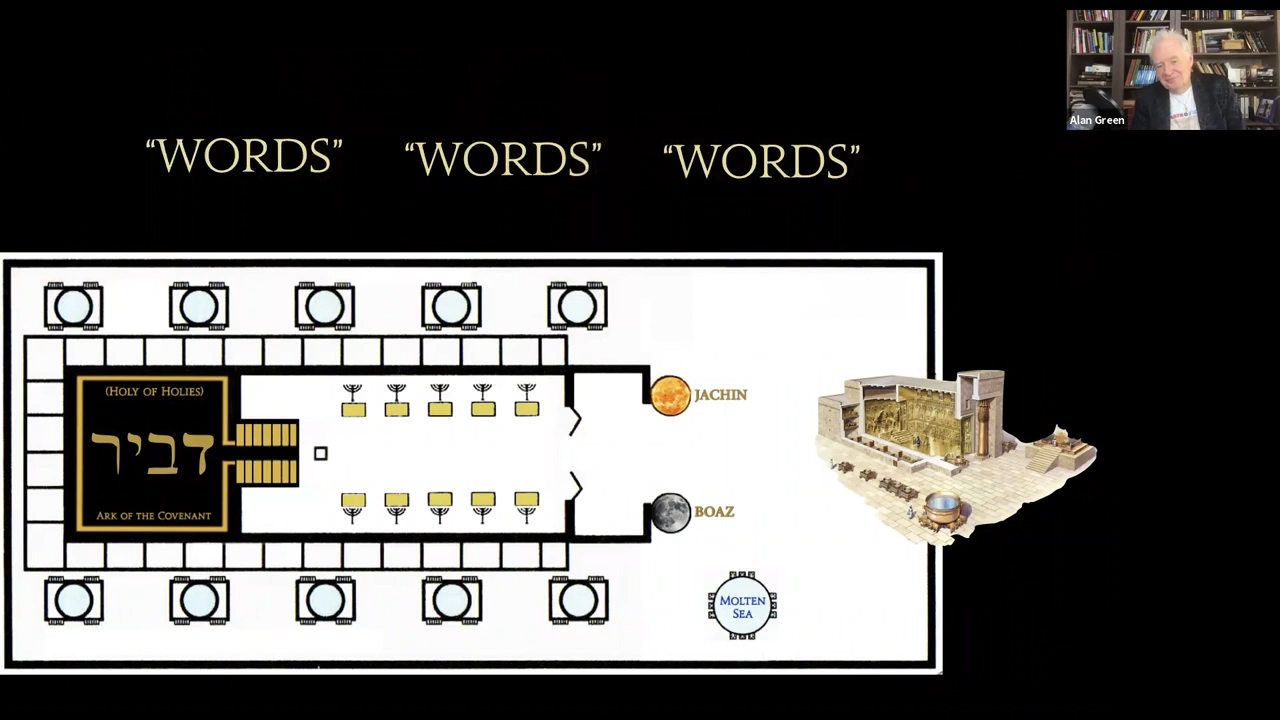 Alan Green
“WORDS” “WORDS” “WORDS”
(HOLY OF HOLIES)
דביר
ARK OF THE COVENANT
JACHIN
BOAZ
MOLTEN
SEA